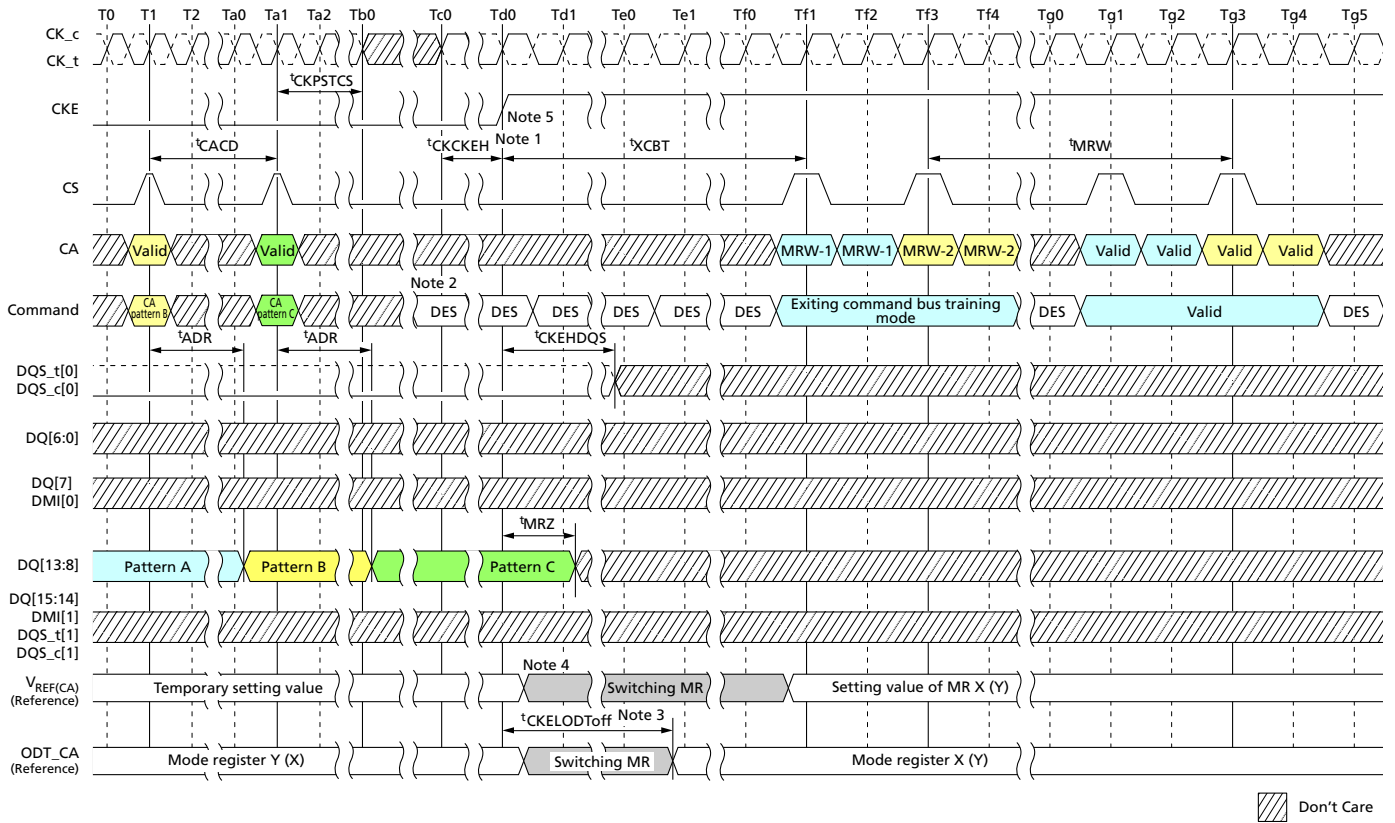 T0 T1 T2 Ta0 Ta1 Ta2 Tb0 Tc0 Td0 Td1 Te0 Te1 Tf0 Tf1 Tf2 Tf3 Tf4 Tg0 Tg1 Tg2 Tg3 Tg4 Tg5
CK_c
CK_t
tCKPSTCS
CKE
Note 5
tCACD
tCKCKEH
Note 1
tXCBT
tMRW
CS
CA
Valid
Valid
MRW-1
MRW-1
MRW-2
MRW-2
Valid
Valid
Valid
Valid
Note 2
Command
CA
pattern B
CA
pattern C
DES
DES
DES
DES
DES
DES
Exiting command bus training
mode
DES
Valid
DES
tADR
tADR
tCKEHDQS
DQS_t[0]
DQS_c[0]
DQ[6:0]
DQ[7]
DMI[0]
tMRZ
DQ[13:8]
Pattern A
Pattern B
Pattern C
DQ[15:14]
DMI[1]
DQS_t[1]
DQS_c[1]
Note 4
VREF(CA)
(Reference)
Temporary setting value
Switching MR
Setting value of MR X (Y)
tCKELODToff
Note 3
ODT_CA
(Reference)
Mode register Y (X)
Switching MR
Mode register X (Y)
Don't Care